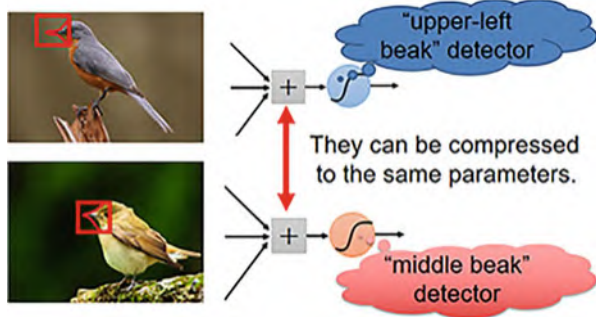 “upper-left
beak” detector
+
They can be compressed
to the same parameters.
+
“middle beak”
detector